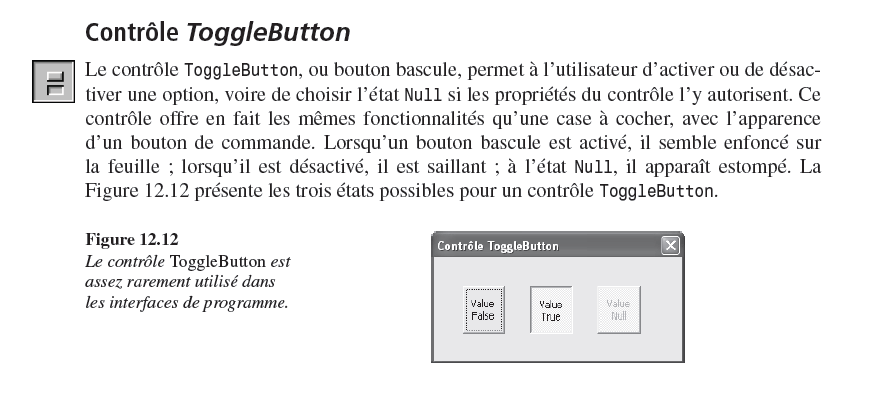 Contrôle ToggleButton
Le contrôle ToggleButton, ou bouton bascule, permet à l'utilisateur d'activer ou de désac-
tiver une option, voire de choisir l'état Null si les propriétés du contrôle l'y autorisent. Ce
contrôle offre en fait les mêmes fonctionnalités qu'une case à cocher, avec l'apparence
d'un bouton de commande. Lorsqu'un bouton bascule est activé, il semble enfoncé sur
la feuille ; lorsqu'il est désactivé, il est saillant ; à l'état Null, il apparaît estompé. La
Figure 12.12 présente les trois états possibles pour un contrôle ToggleButton.
Figure 12.12
Le contrôle ToggleButton est
assez rarement utilisé dans
les interfaces de programme.
Contrôle ToggleButton
Value
False
Value
True
Value
Null